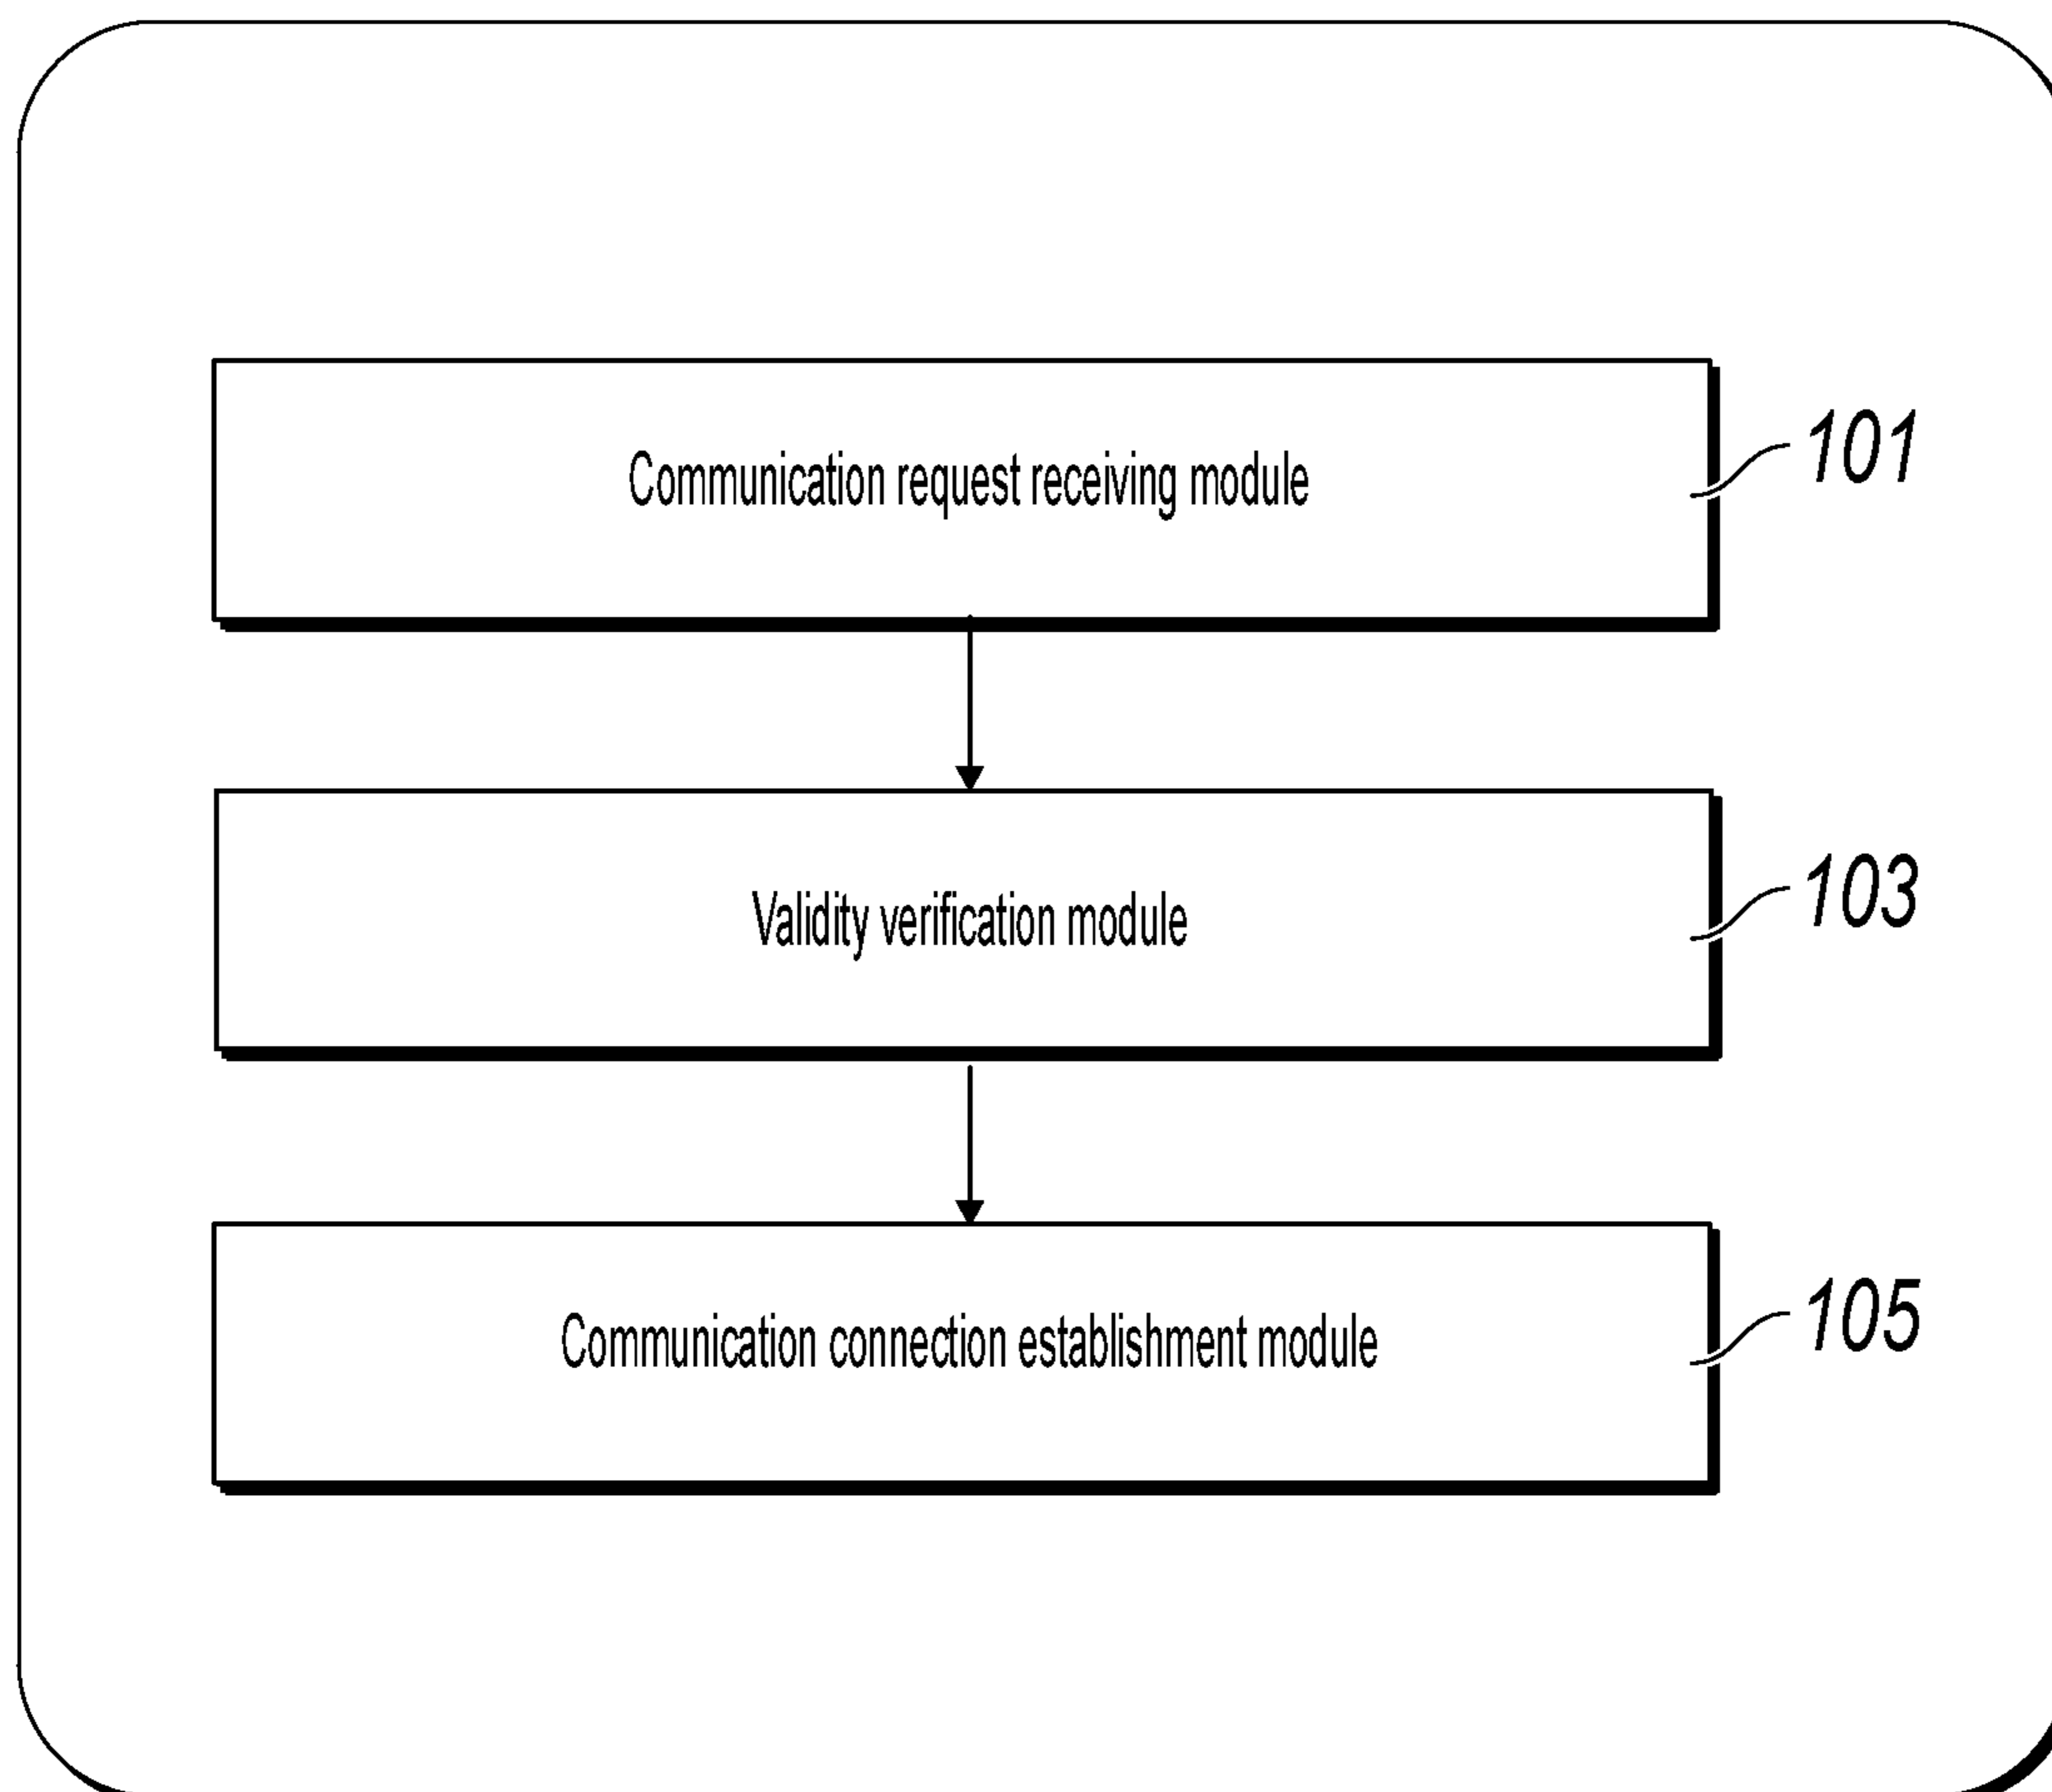 Communication request receiving module
101
Validity verification module
103
Communication connection establishment module
105